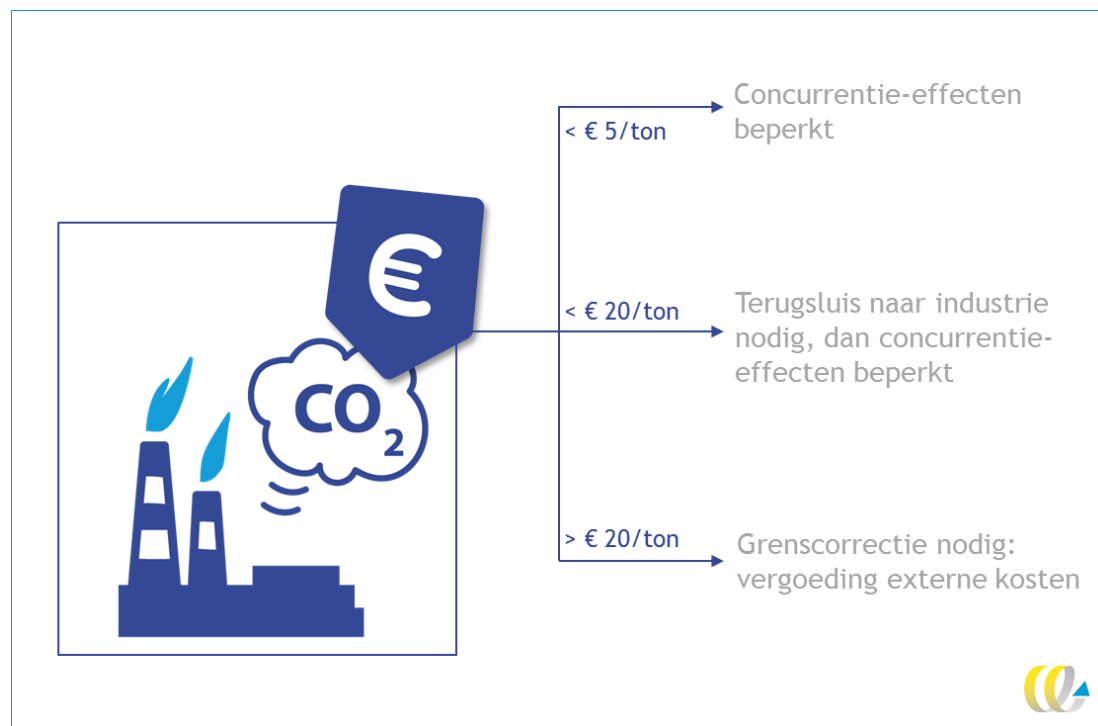 Concurrentie-effecten
beperkt
< € 5/ton
€
CO2
< € 20/ton
Terugsluis naar industrie
nodig, dan concurrentie-
effecten beperkt
> € 20/ton
Grenscorrectie nodig:
vergoeding externe kosten